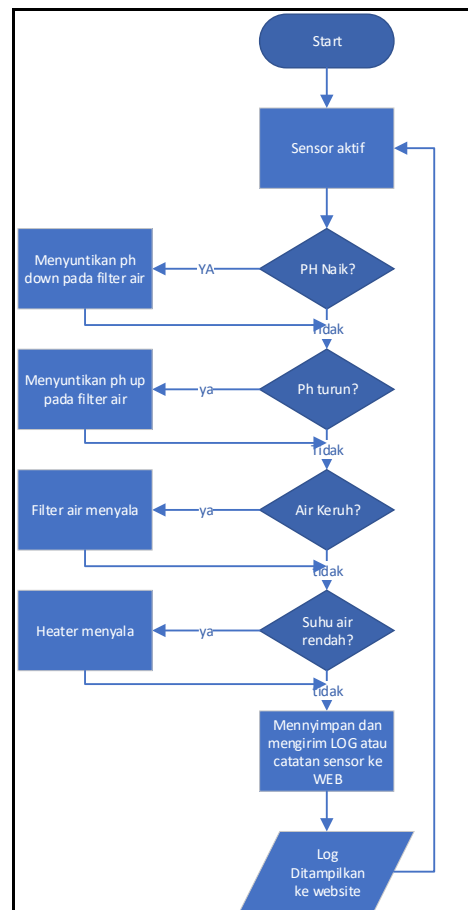 Start
Sensor aktif
PH Naik?
YA
Menyuntikan ph
down pada filter air
Tidak
Ph turun?
ya
Menyuntikan ph up
pada filter air
Tidak
Air Keruh?
ya
Filter air menyala
tidak
Suhu air
rendah?
ya
Heater menyala
tidak
Mennyimpan dan
mengirim LOG atau
catatan sensor ke
WEB
Log
Ditampilkan
ke website